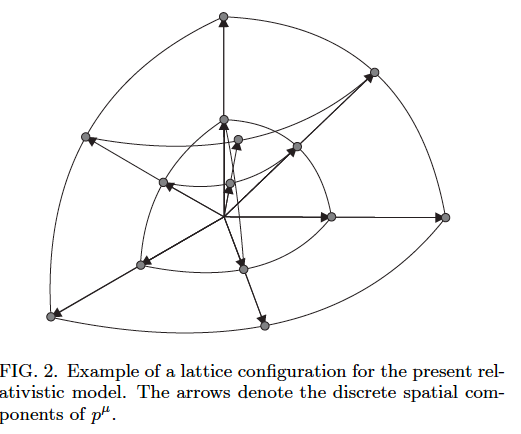 FIG. 2. Example of a lattice configuration for the present rel-
ativistic model. The arrows denote the discrete spatial com-
ponents of p^μ.